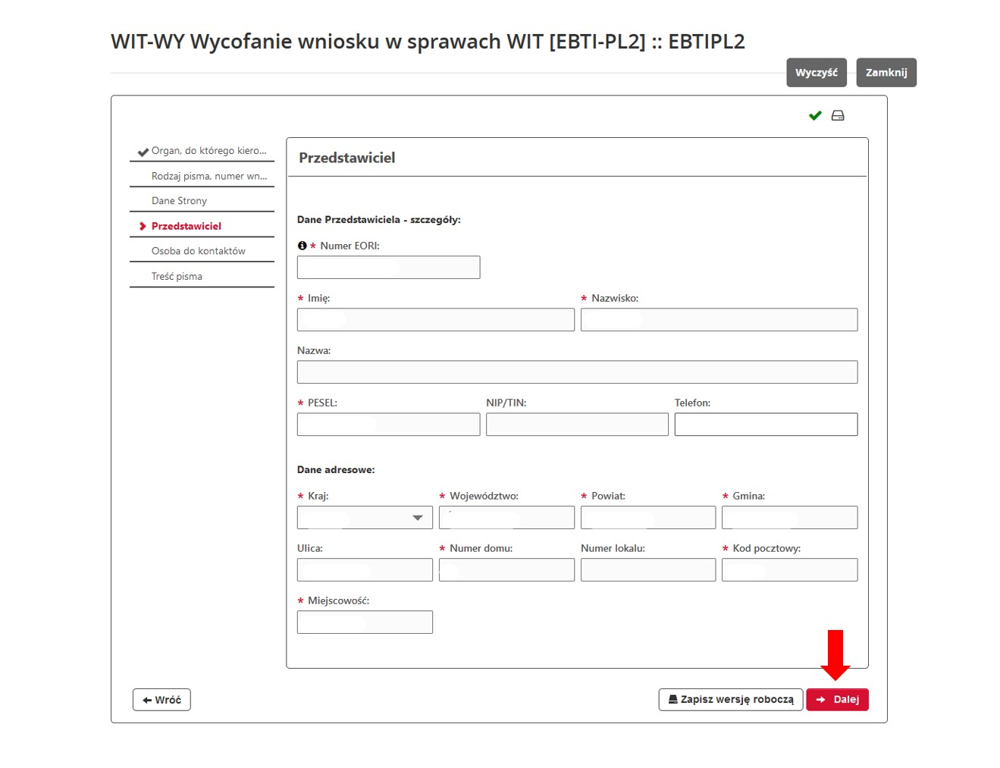 WIT-WY Wycofanie wniosku w sprawach WIT [EBTI-PL2] :: EBTIPL2
Wyczyść
Zamknij
Organ, do którego kiero...
Rodzaj pisma, numer wn...
Dane Strony
Przedstawiciel
Osoba do kontaktów
Treść pisma
Przedstawiciel
Dane Przedstawiciela - szczegóły:
* Numer EORI:
* Imię:
* Nazwisko:
Nazwa:
* PESEL:
NIP/TIN:
Telefon:
Dane adresowe:
* Kraj:
* Województwo:
* Powiat:
* Gmina:
Ulica:
* Numer domu:
Numer lokalu:
* Kod pocztowy:
* Miejscowość:
Wróć
Zapisz wersję roboczą
Dalej